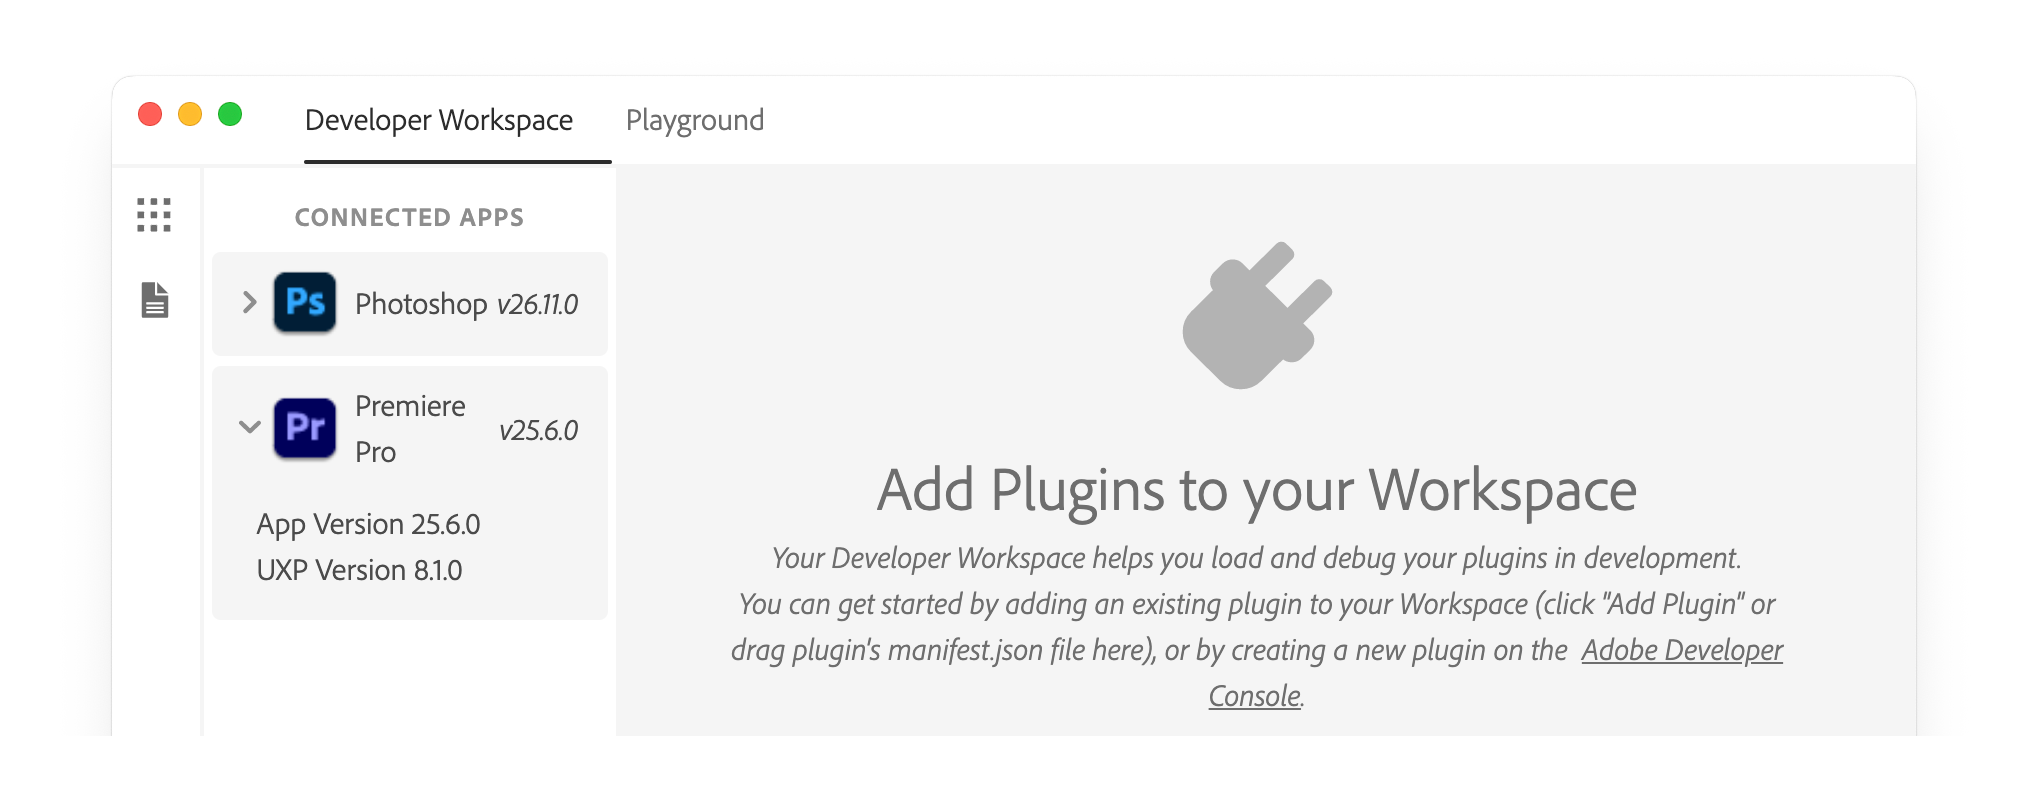 Developer Workspace
Playground
CONNECTED APPS
Ps Photoshop v26.11.0
Pr Premiere Pro v25.6.0
App Version 25.6.0
UXP Version 8.1.0
Add Plugins to your Workspace
Your Developer Workspace helps you load and debug your plugins in development.
You can get started by adding an existing plugin to your Workspace (click "Add Plugin" or
drag plugin's manifest.json file here), or by creating a new plugin on the Adobe Developer
Console.